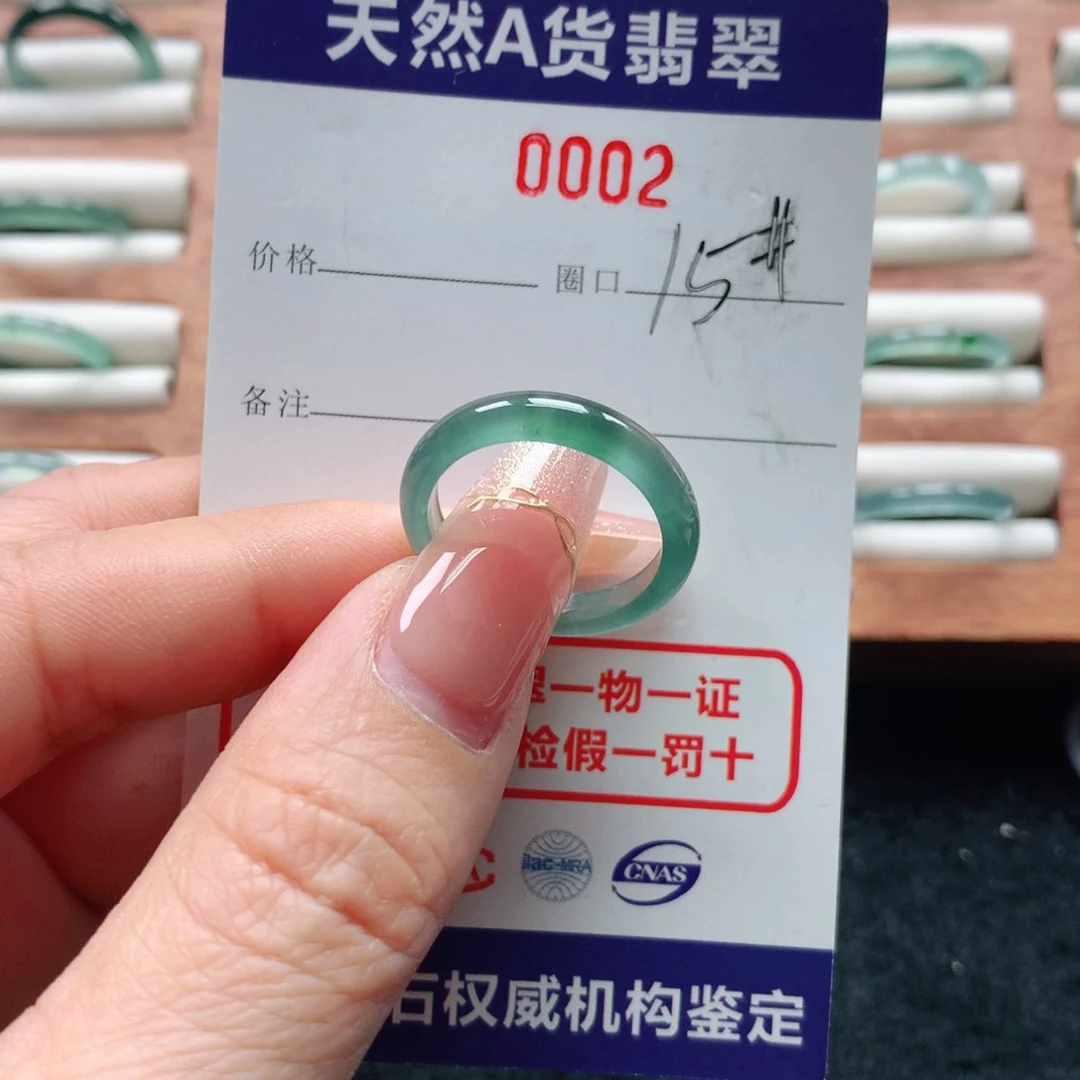 天然A货翡翠
0002
价格 圈口 15#
备注
一物一证
检假一罚十
ilac-MRA CNAS
石权威机构鉴定